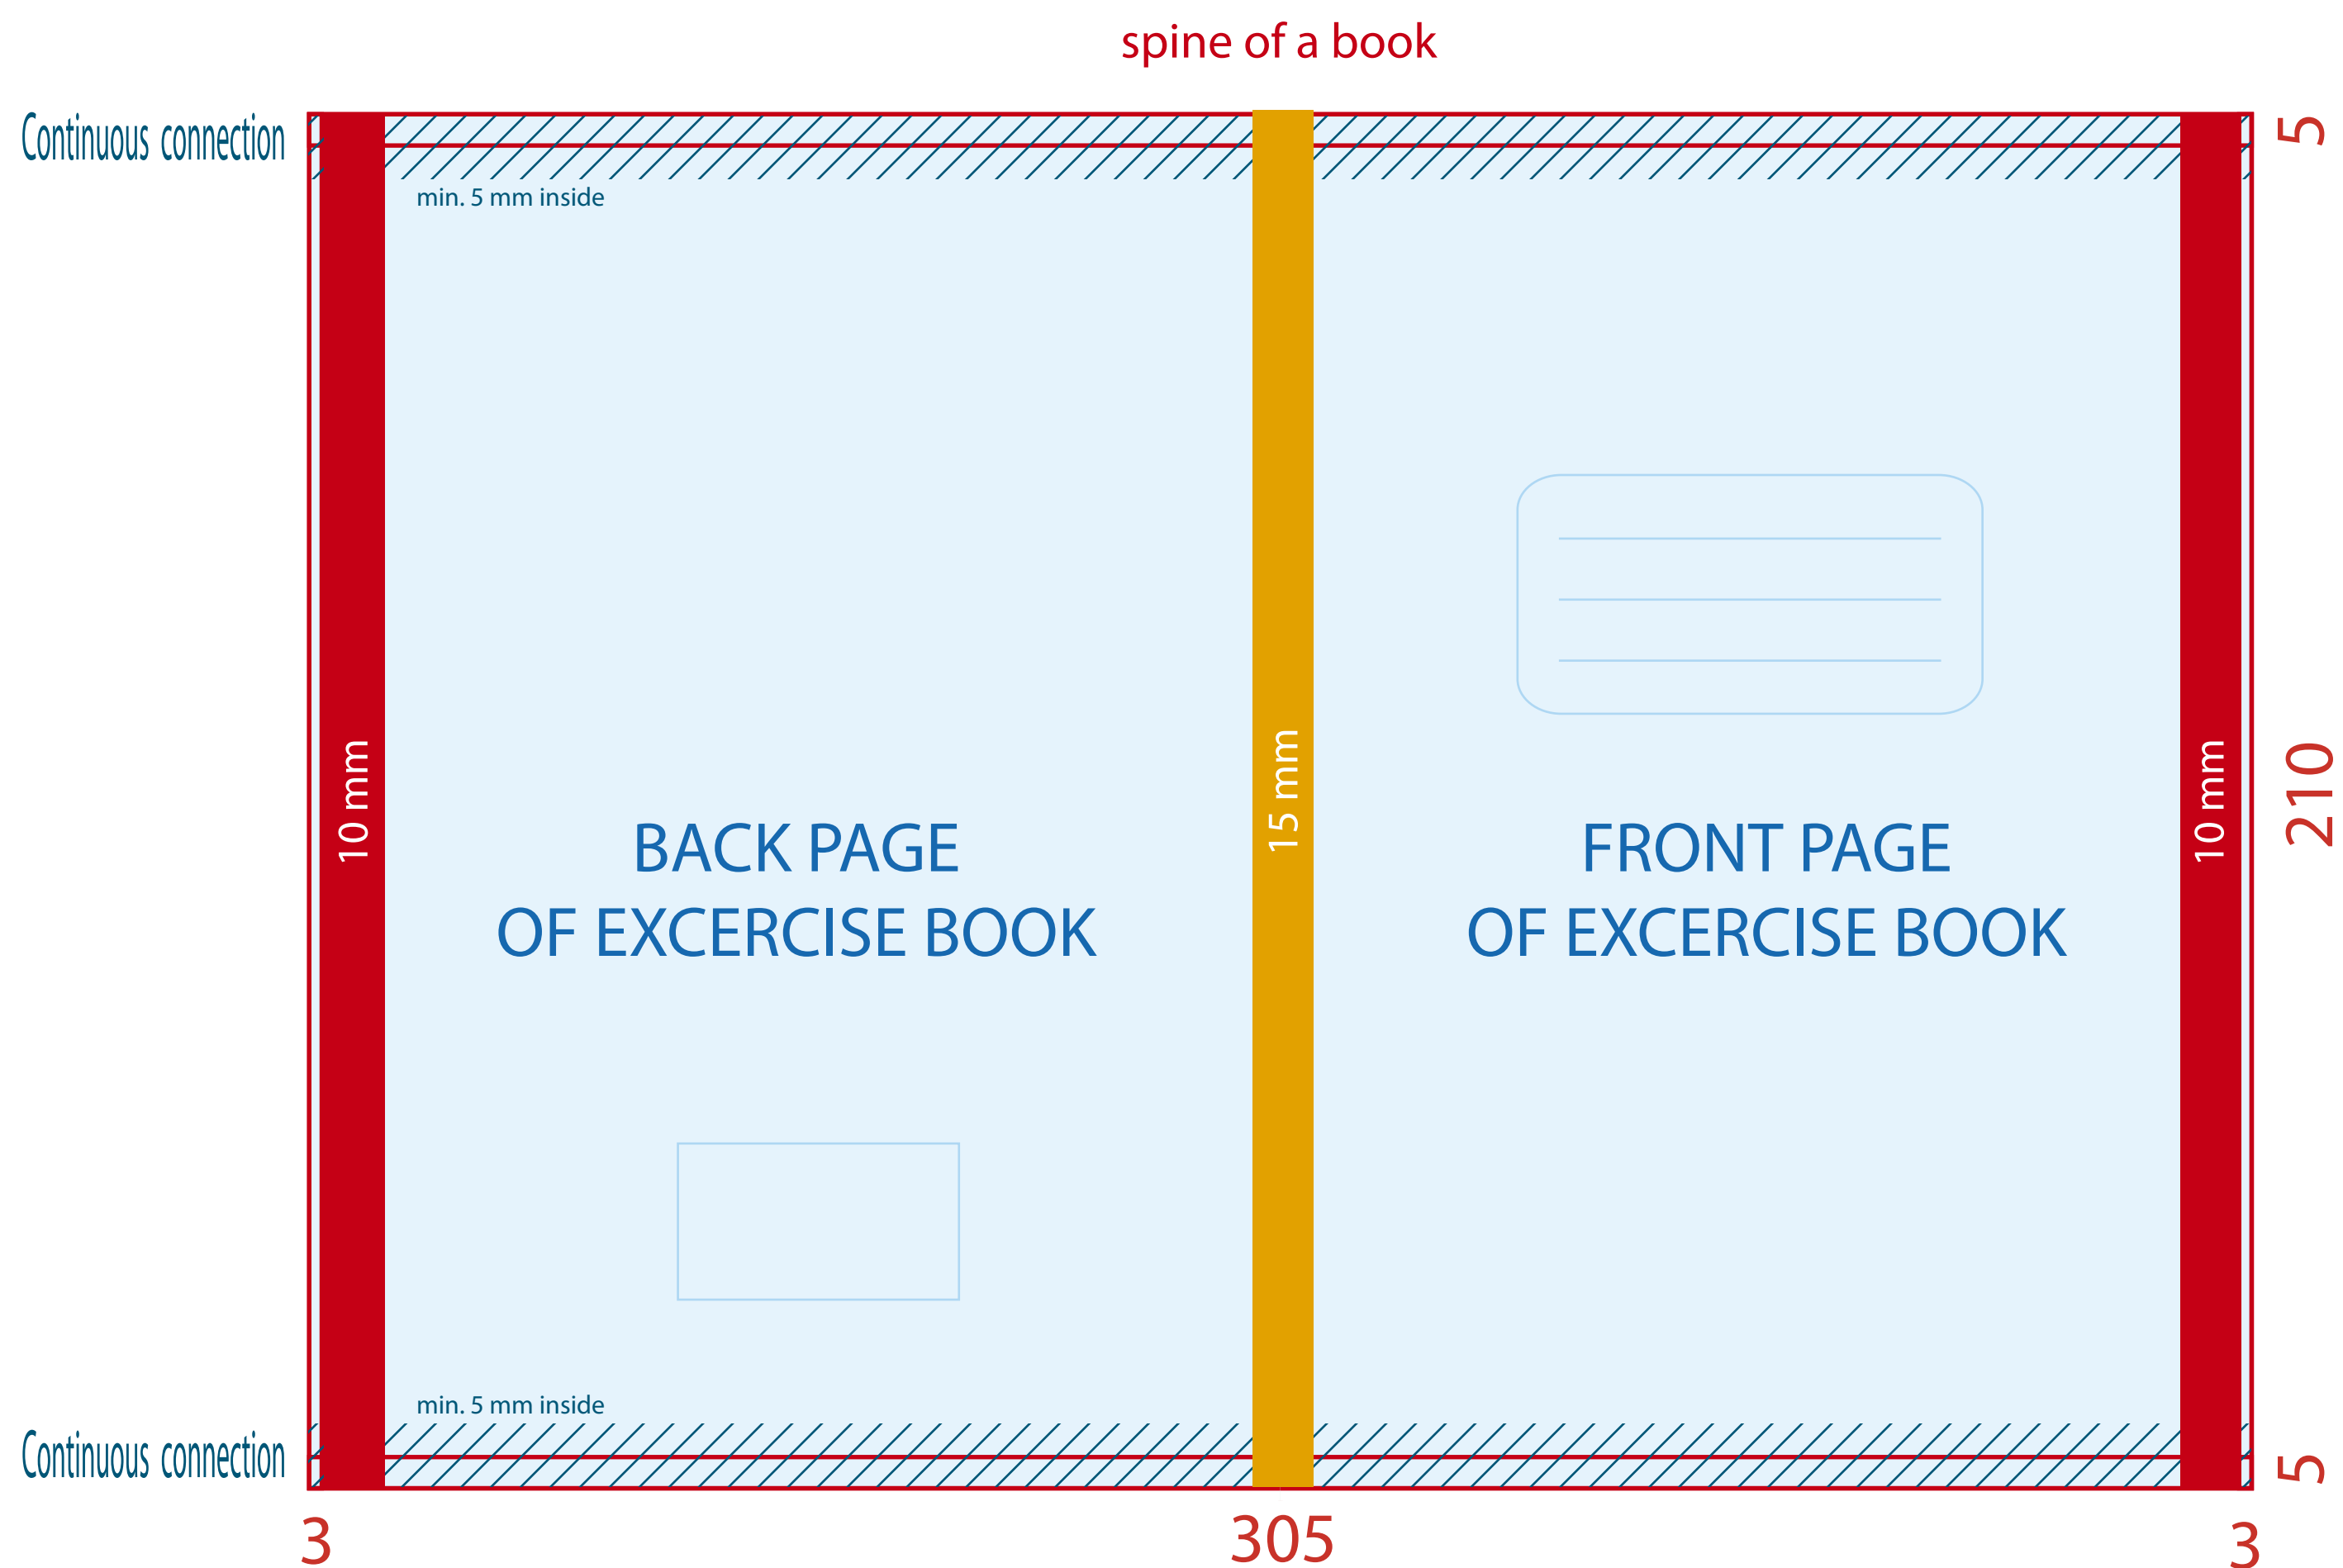 spine of a book
Continuous connection
5
min. 5 mm inside
10 mm
15 mm
10 mm
210
BACK PAGE
OF EXCERCISE BOOK
FRONT PAGE
OF EXCERCISE BOOK
min. 5 mm inside
Continuous connection
5
3
305
3